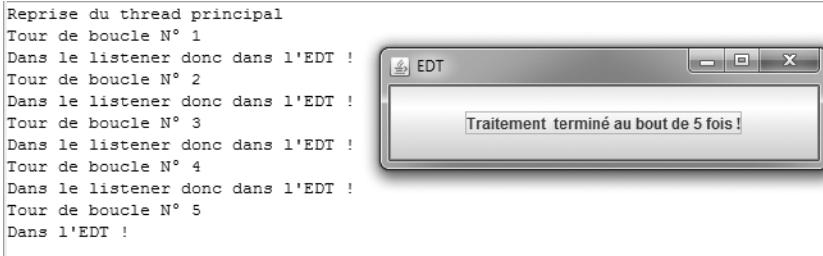 Reprise du thread principal
Tour de boucle N° 1
Dans le listener donc dans l'EDT !
Tour de boucle N° 2
Dans le listener donc dans l'EDT !
Tour de boucle N° 3
Dans le listener donc dans l'EDT !
Tour de boucle N° 4
Dans le listener donc dans l'EDT !
Tour de boucle N° 5
Dans l'EDT !
EDT
Traitement terminé au bout de 5 fois !